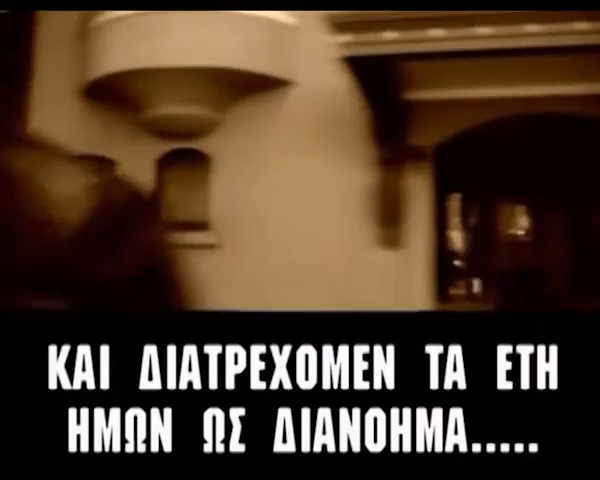 ΚΑΙ ΔΙΑΤΡΕΧΟΜΕΝ ΤΑ ΕΤΗ
ΗΜΩΝ ΩΣ ΔΙΑΝΟΗΜΑ.....